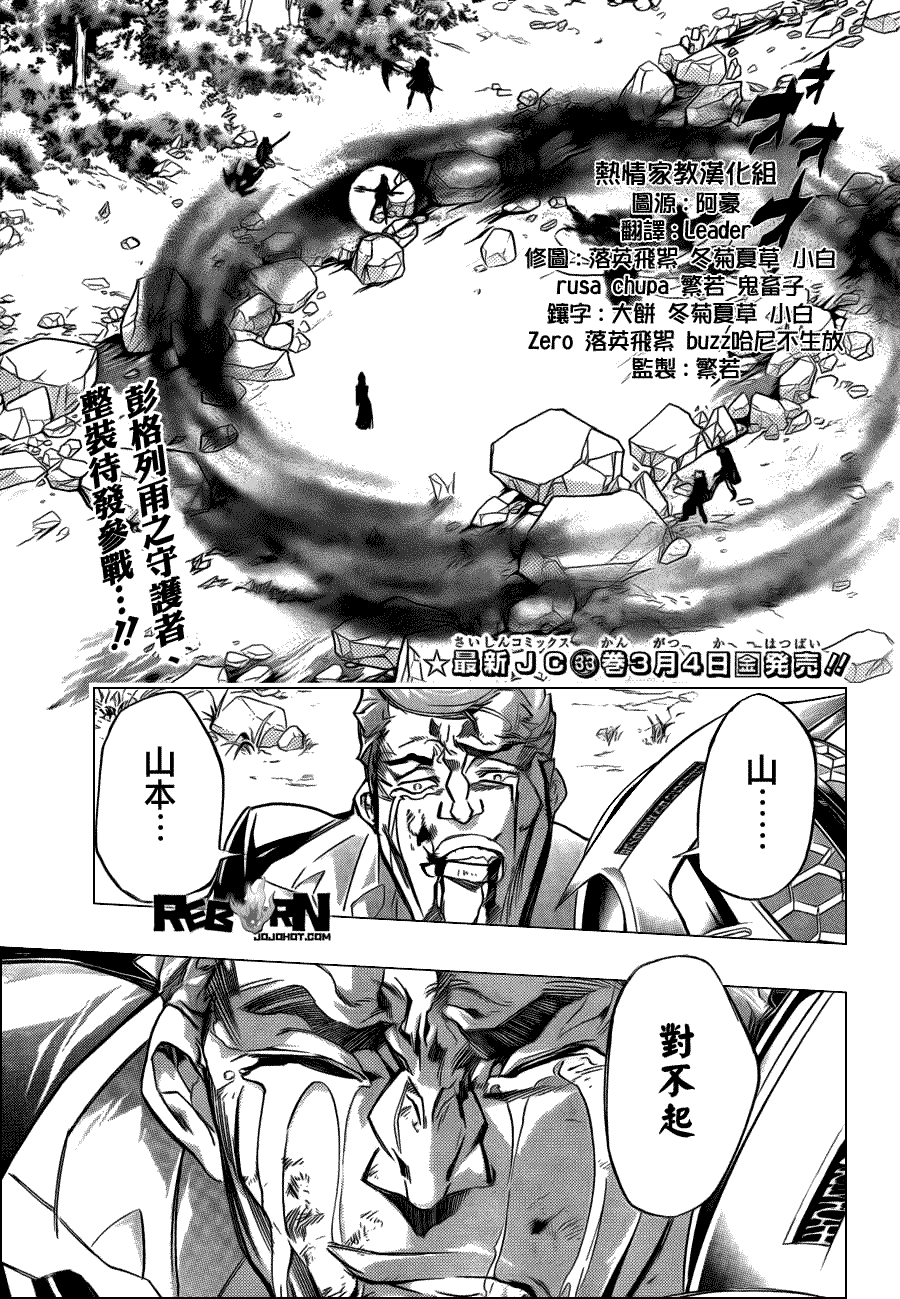 熱情家教漢化組
圖源：阿豪
翻譯：Leader
修圖：落英飛絮 冬菊夏草 小白
rusa chupa 繁若 鬼畜子
鑲字：大餅 冬菊夏草 小白
Zero 落英飛絮 buzz哈尼不生放
監製：繁若
彭格列雨之守護者、
整裝待發參戰……!!
さいしんコミックス かん がつ か へ はつばい
☆最新JC㉝巻3月4日金発売!!
山……
山本…
REBORN
JOJOHOT.COM
對不起